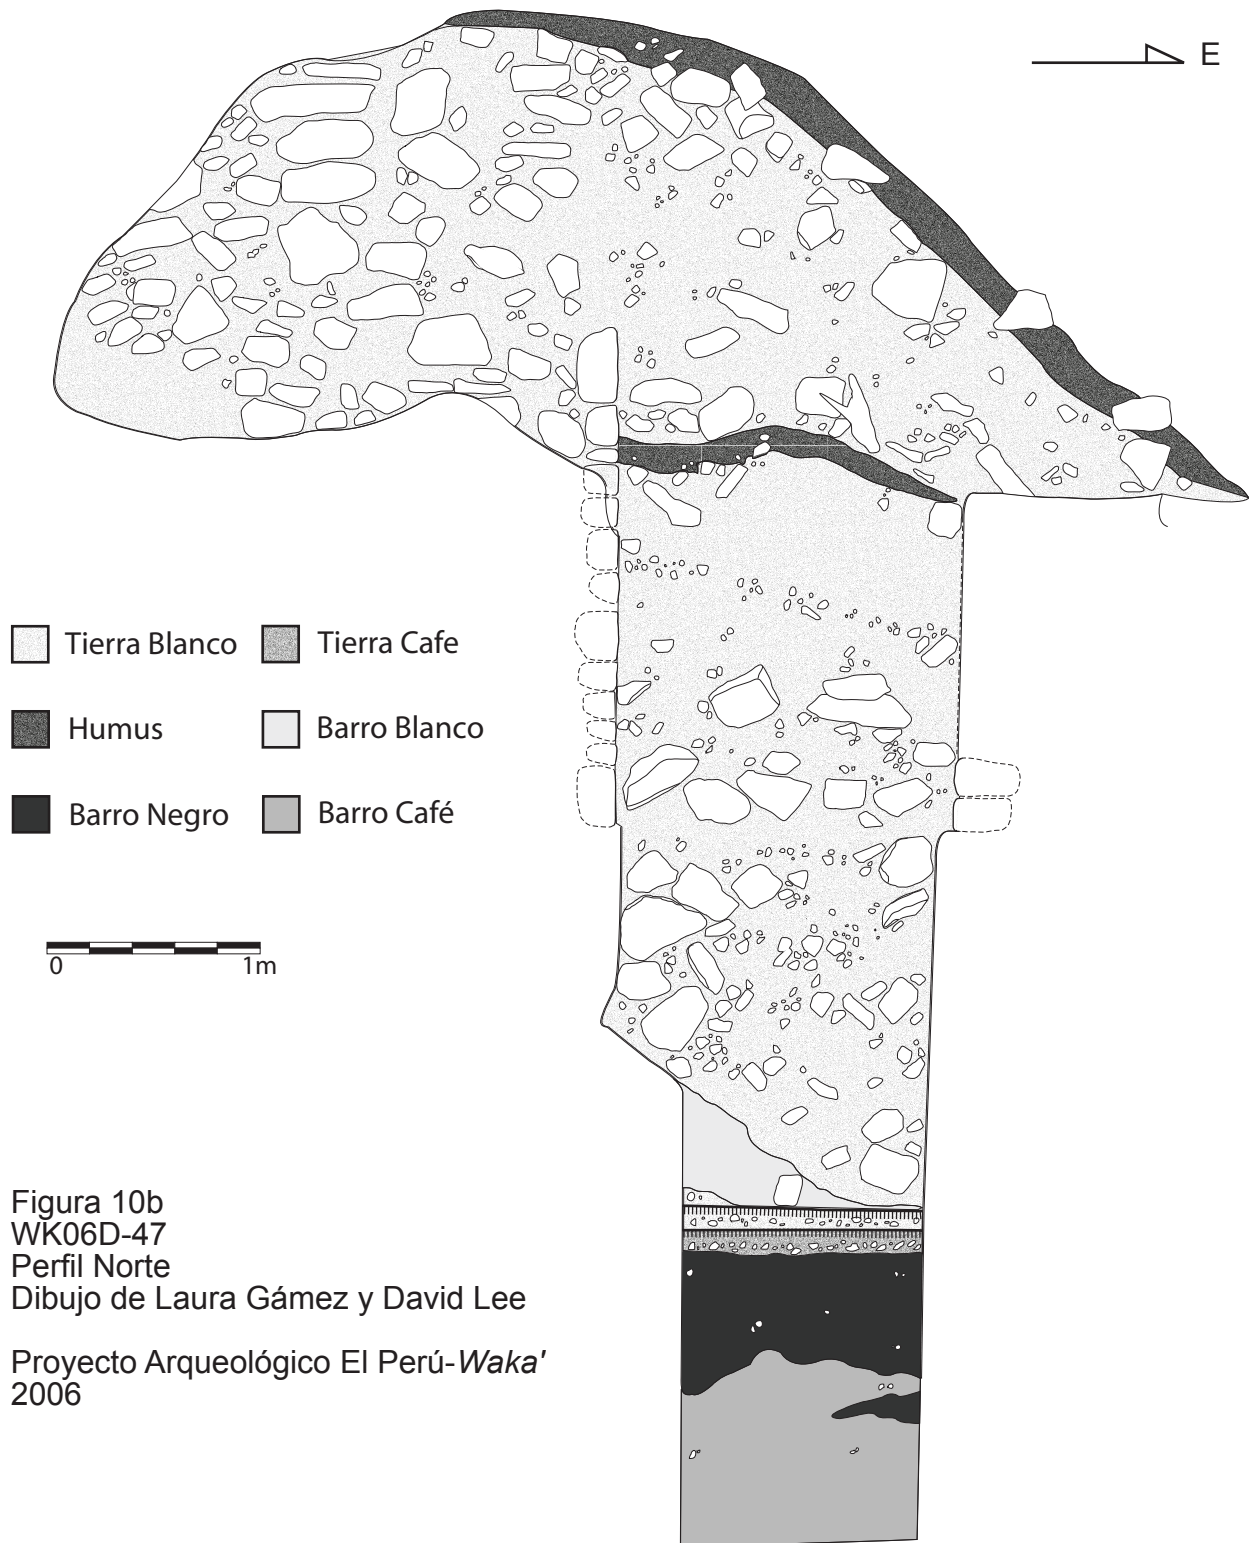 E
Tierra Blanco
Tierra Cafe
Humus
Barro Blanco
Barro Negro
Barro Café
0 1m
Figura 10b
WK06D-47
Perfil Norte
Dibujo de Laura Gámez y David Lee
Proyecto Arqueológico El Perú-Waka'
2006